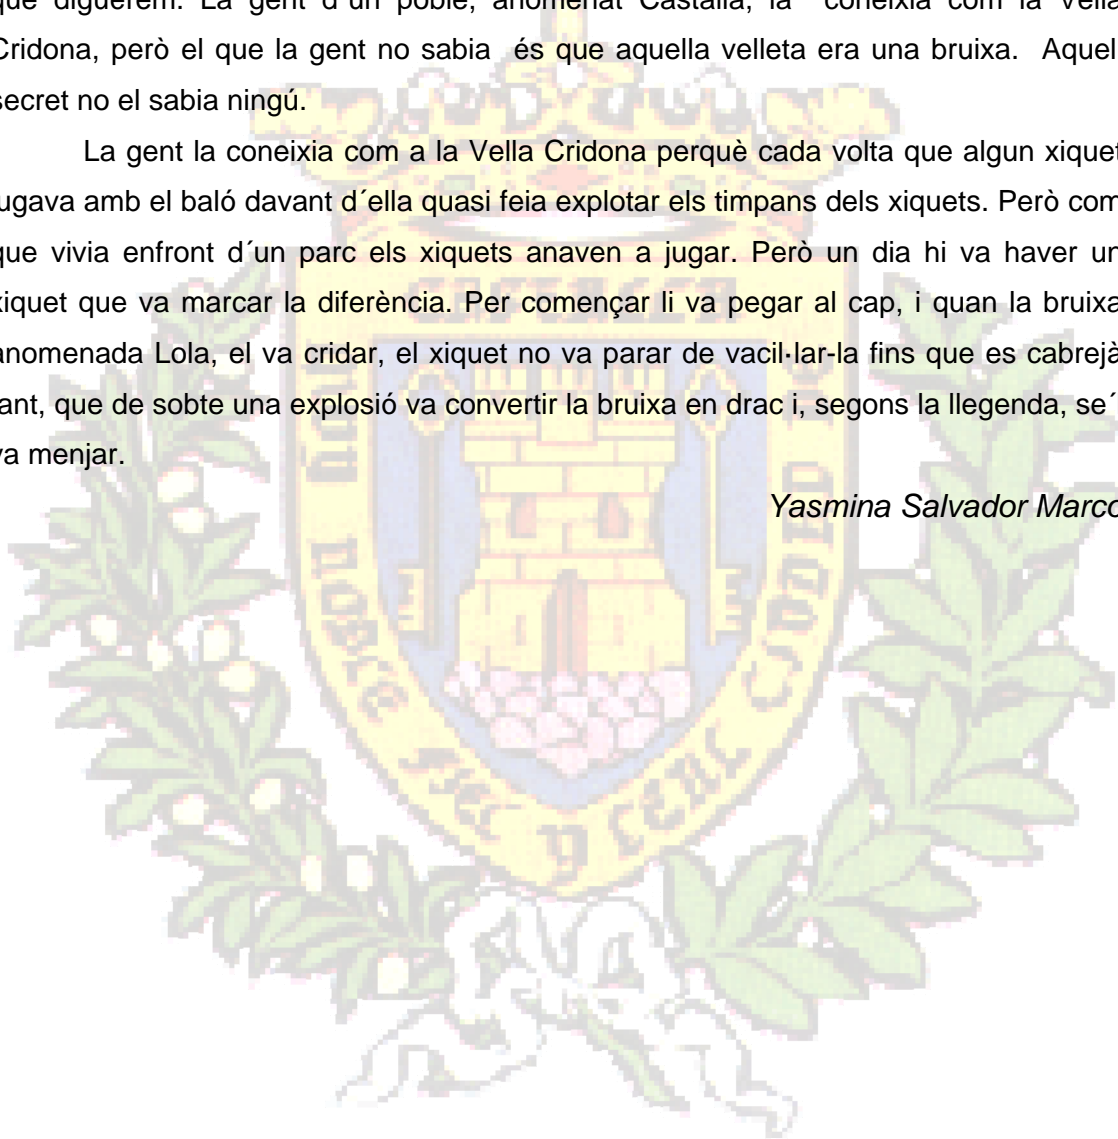 que diguérem. La gent d´un poble, anomenat Castalla, la coneixia com la Vella
Cridona, però el que la gent no sabia és que aquella velleta era una bruixa. Aquel
secret no el sabia ningú.
La gent la coneixia com a la Vella Cridona perquè cada volta que algun xiquet
jugava amb el baló davant d´ella quasi feia explotar els timpans dels xiquets. Però com
que vivia enfront d´un parc els xiquets anaven a jugar. Però un dia hi va haver un
xiquet que va marcar la diferència. Per començar li va pegar al cap, i quan la bruixa
anomenada Lola, el va cridar, el xiquet no va parar de vacil·lar-la fins que es cabrejà
tant, que de sobte una explosió va convertir la bruixa en drac i, segons la llegenda, se´
va menjar.
Yasmina Salvador Marco